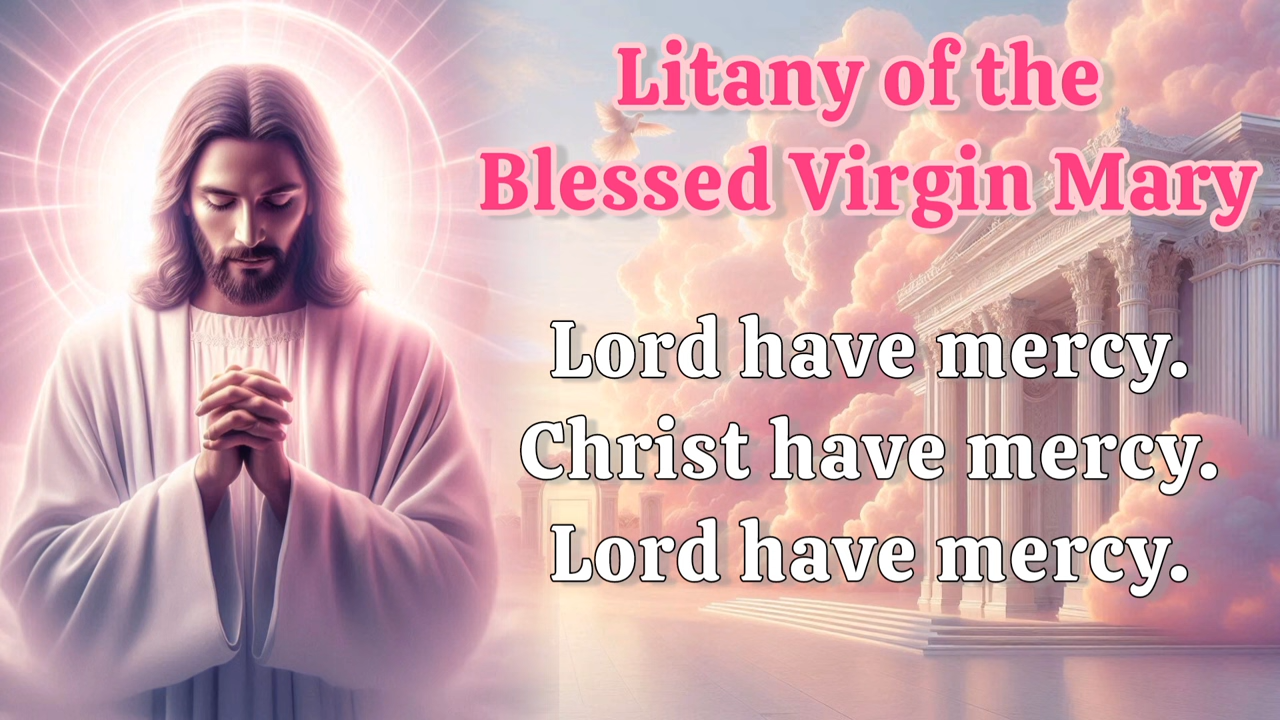 Litany of the
Blessed Virgin Mary
Lord have mercy.
Christ have mercy.
Lord have mercy.